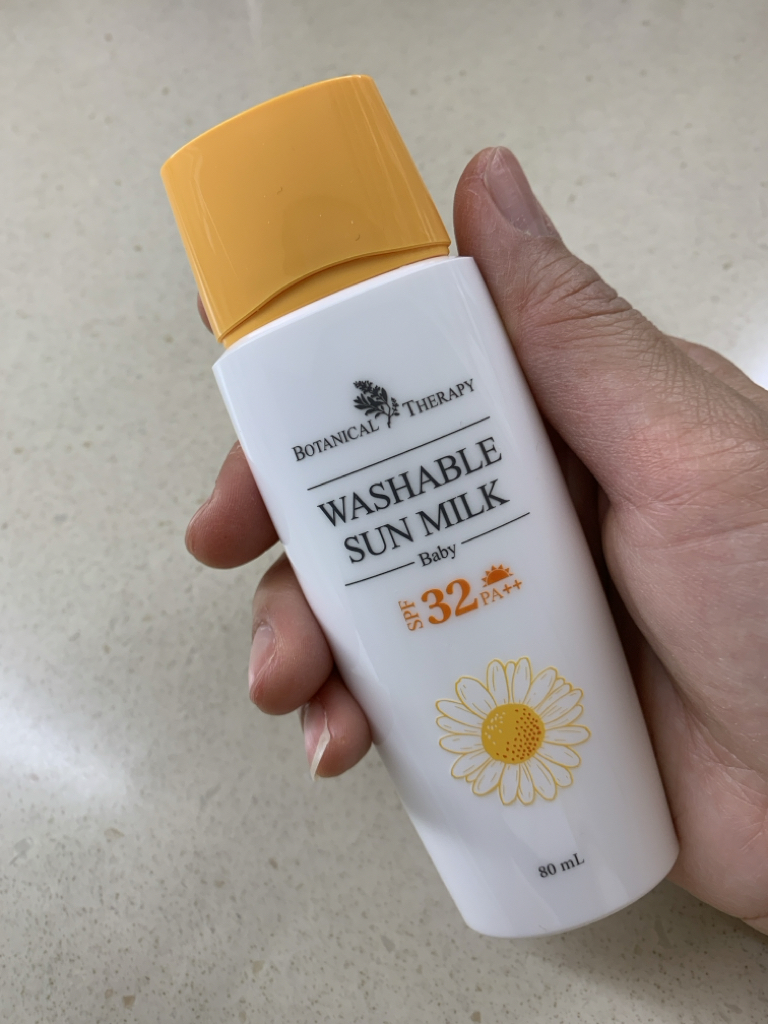 BOTANICAL THERAPY
WASHABLE
SUN MILK
Baby
SPF 32 PA++
80 mL